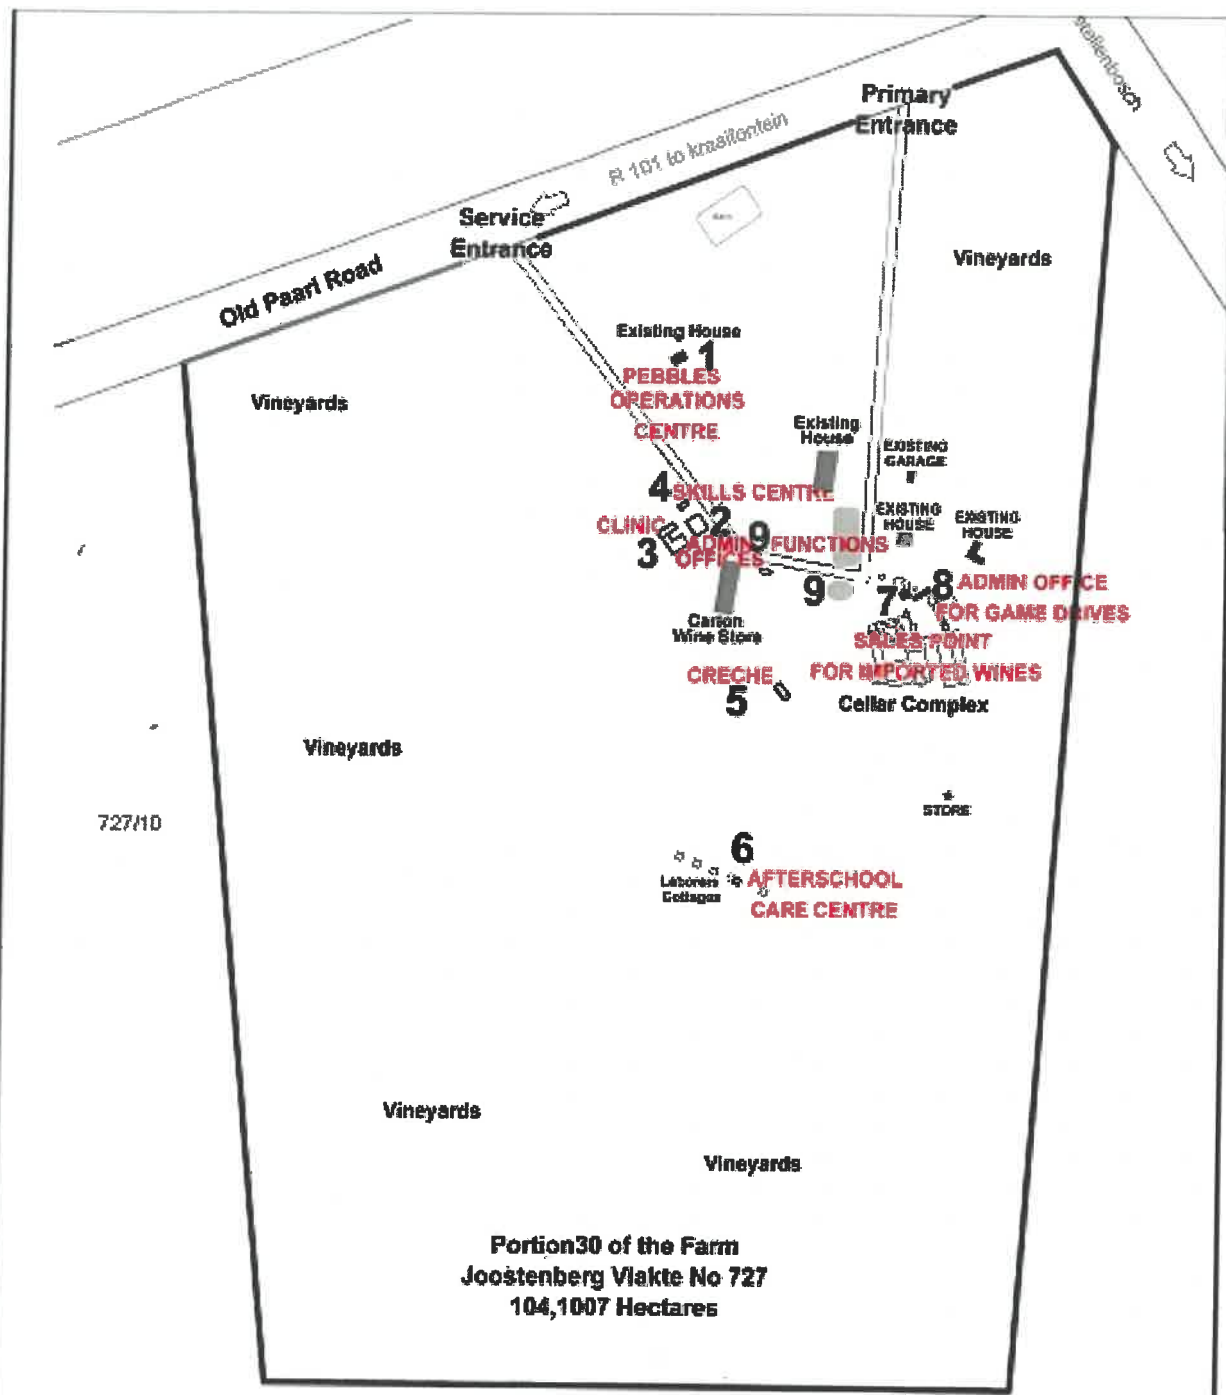 Stellenbosch
Primary
Entrance
R 101 to kraaifontein
Service
Entrance
Old Paarl Road
Vineyards
Existing House
1
PEBBLES
OPERATIONS
CENTRE
Vineyards
Existing
House
EXISTING
GARAGE
4 SKILLS CENTRE
EXISTING
HOUSE
EXISTING
HOUSE
CLINIC
2
9
3
ADMIN
OFFICES
FUNCTIONS
9
7
8 ADMIN OFFICE
FOR GAME DRIVES
Carton
Wine Store
SALES POINT
FOR IMPORTED WINES
CRECHE
5
Cellar Complex
Vineyards
STORE
727/10
6
Laborers
Cottages
AFTERSCHOOL
CARE CENTRE
Vineyards
Vineyards
Portion30 of the Farm
Joostenberg Vlakte No 727
104,1007 Hectares